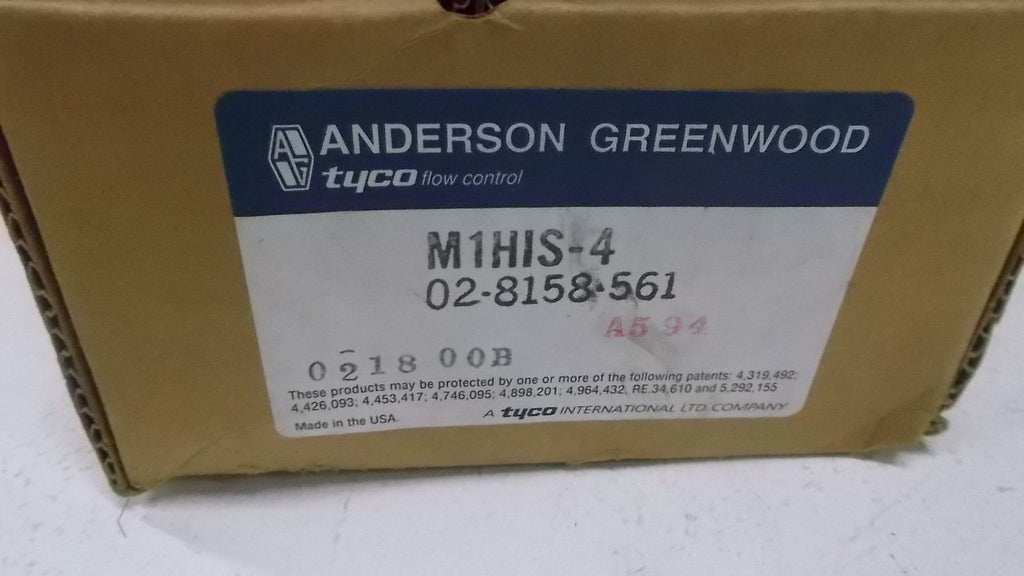 AG ANDERSON GREENWOOD
tyco flow control
M1HIS-4
02-8158-561
A5 94
0218 00B
These products may be protected by one or more of the following patents: 4,319,492;
4,426,093; 4,453,417; 4,746,095; 4,898,201; 4,964,432, RE.34,610 and 5,292,155
Made in the USA.
A tyco INTERNATIONAL LTD. COMPANY